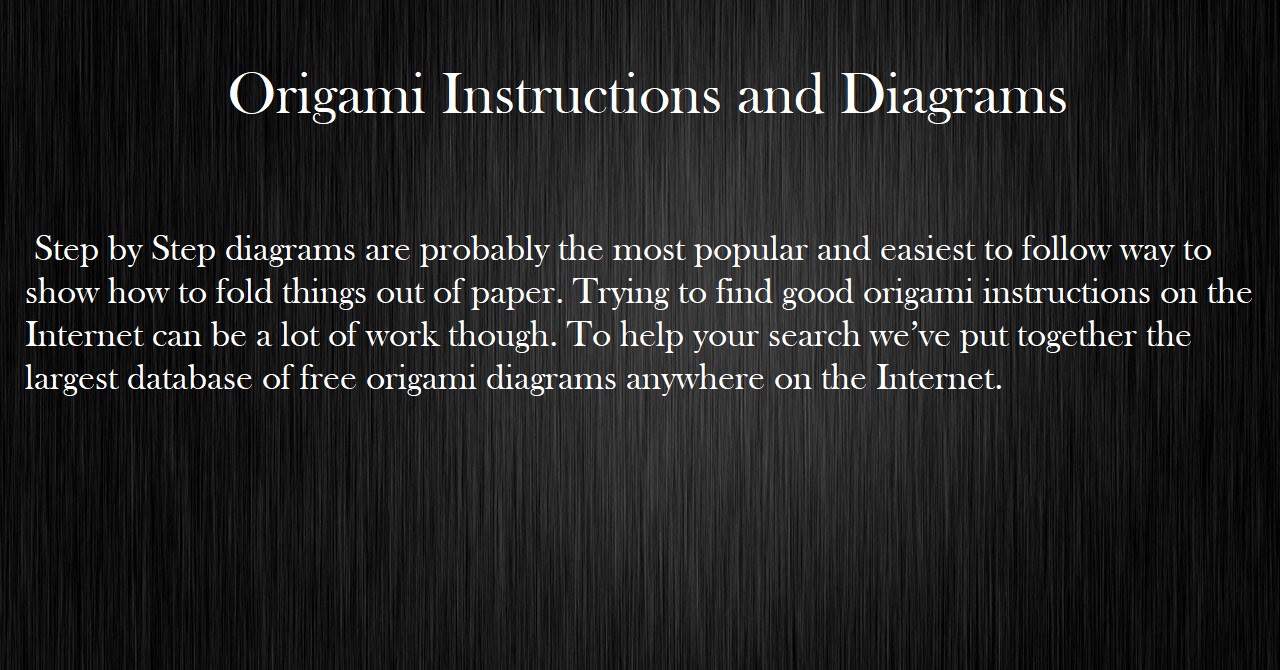 Origami Instructions and Diagrams
Step by Step diagrams are probably the most popular and easiest to follow way to
show how to fold things out of paper. Trying to find good origami instructions on the
Internet can be a lot of work though. To help your search we’ve put together the
largest database of free origami diagrams anywhere on the Internet.